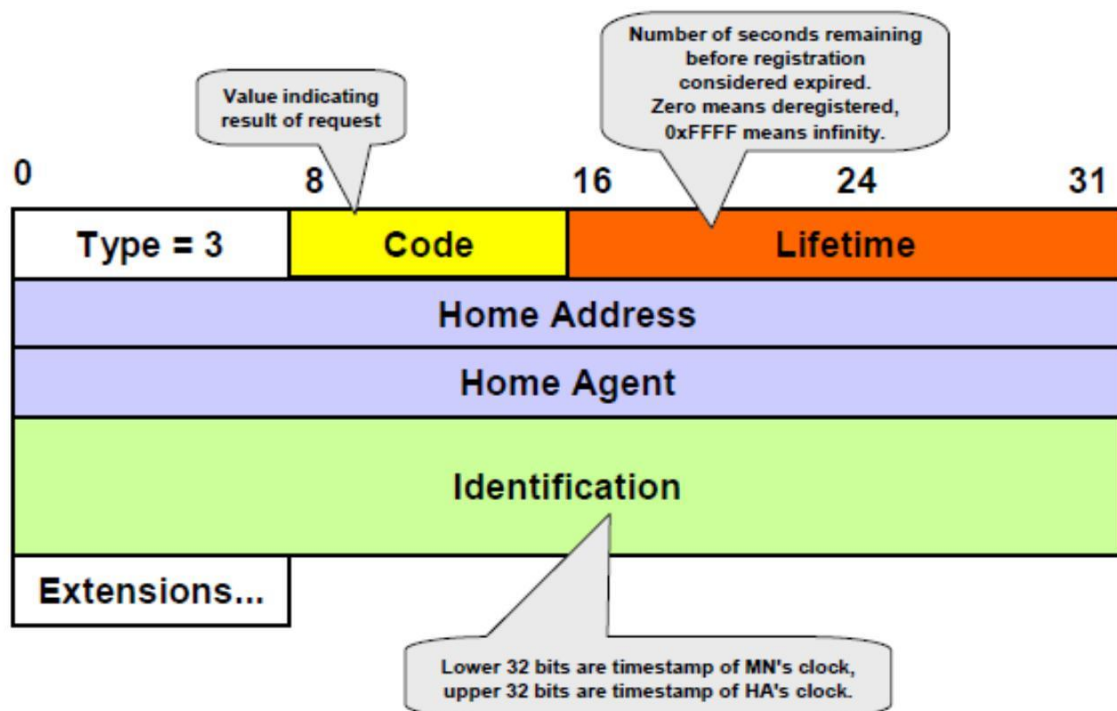 Number of seconds remaining
before registration
considered expired.
Zero means deregistered,
0xFFFF means infinity.
Value indicating
result of request
0 8 16 24 31
Type = 3 Code Lifetime
Home Address
Home Agent
Identification
Extensions...
Lower 32 bits are timestamp of MN's clock,
upper 32 bits are timestamp of HA's clock.